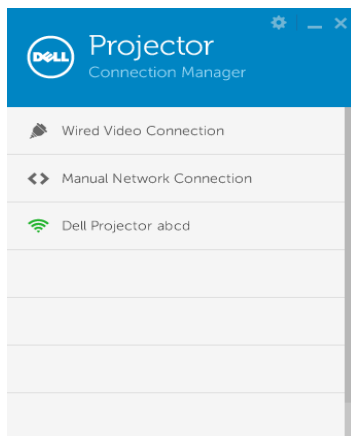 DELL
Projector
Connection Manager
Wired Video Connection
Manual Network Connection
Dell Projector abcd